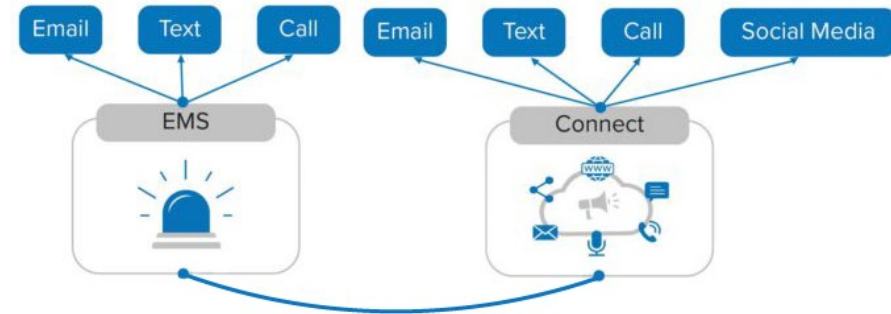 Email
Text
Call
Email
Text
Call
Social Media
EMS
Connect
www